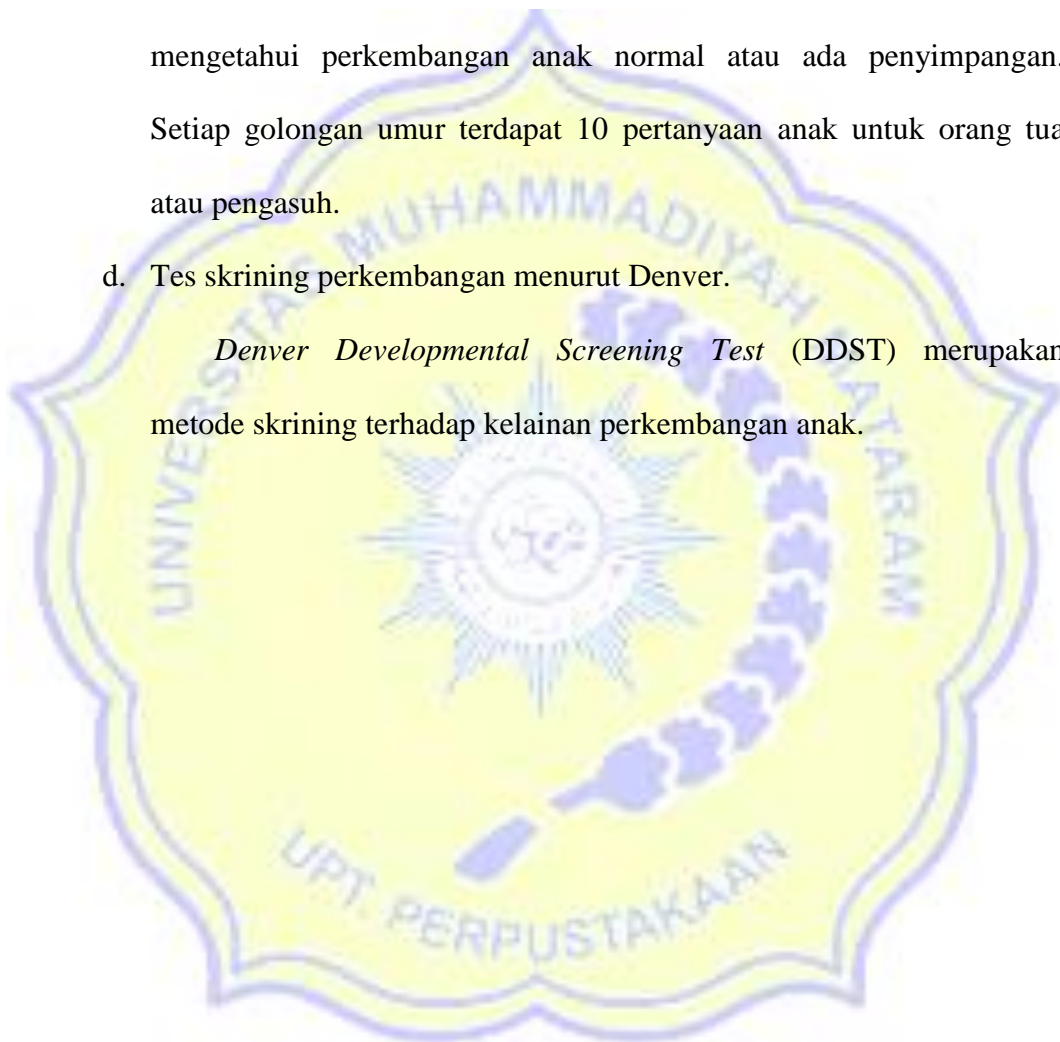 mengetahui perkembangan anak normal atau ada penyimpangan.
Setiap golongan umur terdapat 10 pertanyaan anak untuk orang tua
atau pengasuh.
d. Tes skrining perkembangan menurut Denver.
Denver Developmental Screening Test (DDST) merupakan
metode skrining terhadap kelainan perkembangan anak.
UNIVERSTAS MUHAMMADIYAH MATARAM
UPT. PERPUSTAKAAN